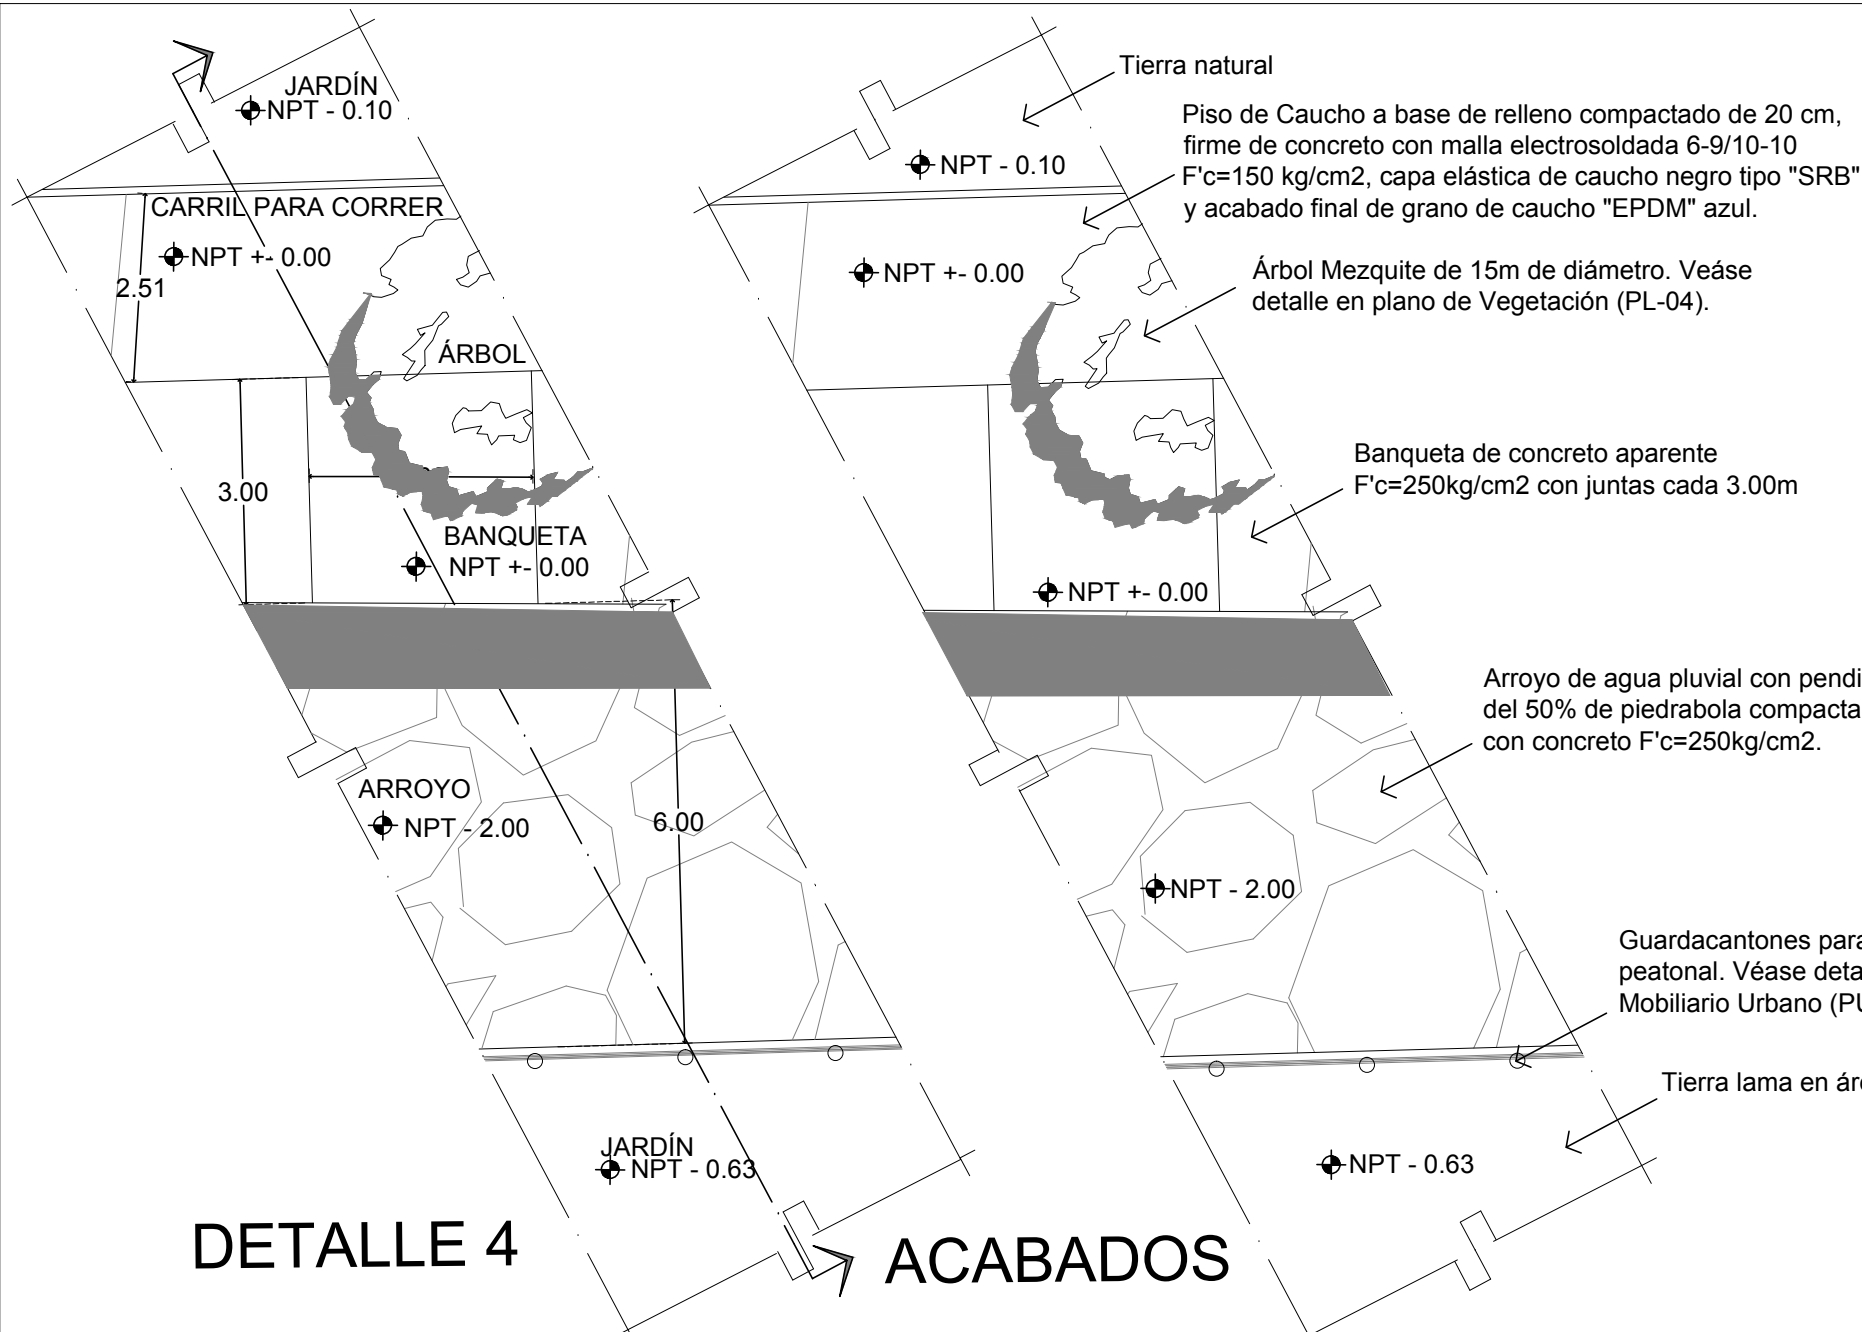 JARDÍN
NPT - 0.10
CARRIL PARA CORRER
NPT +- 0.00
2.51
ÁRBOL
3.00
BANQUETA
NPT +- 0.00
ARROYO
NPT - 2.00
6.00
JARDÍN
NPT - 0.63
DETALLE 4
Tierra natural
NPT - 0.10
Piso de Caucho a base de relleno compactado de 20 cm,
firme de concreto con malla electrosoldada 6-9/10-10
F'c=150 kg/cm2, capa elástica de caucho negro tipo "SRB"
y acabado final de grano de caucho "EPDM" azul.
NPT +- 0.00
Árbol Mezquite de 15m de diámetro. Veáse
detalle en plano de Vegetación (PL-04).
Banqueta de concreto aparente
F'c=250kg/cm2 con juntas cada 3.00m
NPT +- 0.00
Arroyo de agua pluvial con pendi
del 50% de piedrabola compacta
con concreto F'c=250kg/cm2.
NPT - 2.00
Guardacantones para
peatonal. Véase deta
Mobiliario Urbano (PU
Tierra lama en áre
NPT - 0.63
ACABADOS